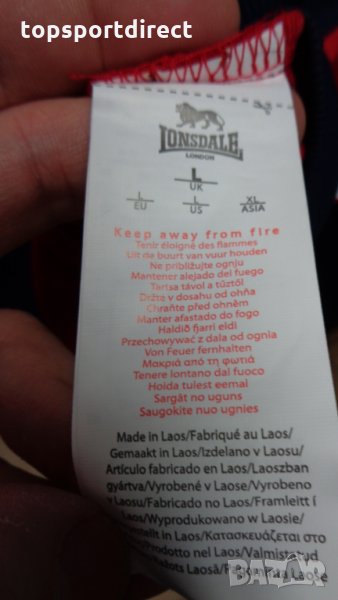 topsportdirect
LONSDALE
LONDON
L
UK
L
EU
L
US
XL
ASIA
Keep away from fire
Tenir éloigné des flammes
Uit de buurt van vuur houden
Ne približujte ognju
Mantener alejado del fuego
Tartsa távol a tűztől
Držte v dosahu od ohňa
Chraňte před ohněm
Manter afastado do fogo
Haldið fjarri eldi
Przechowywać z dala od ognia
Von Feuer fernhalten
Μακριά από τη φωτιά
Tenere lontano dal fuoco
Hoida tulest eemal
Sargāt no uguns
Saugokite nuo ugnies
Made in Laos/Fabriqué au Laos/
Gemaakt in Laos/Izdelano v Laosu/
Artículo fabricado en Laos/Laoszban
gyártva/Vyrobené v Laose/Vyrobeno
v Laosu/Fabricado no Laos/Framleitt í
Laos/Wyprodukowano w Laosie/
in Laos/Κατασκευάζεται στο
/Prodotto nel Laos/Valmistatud
Laosā/
БАЗАР